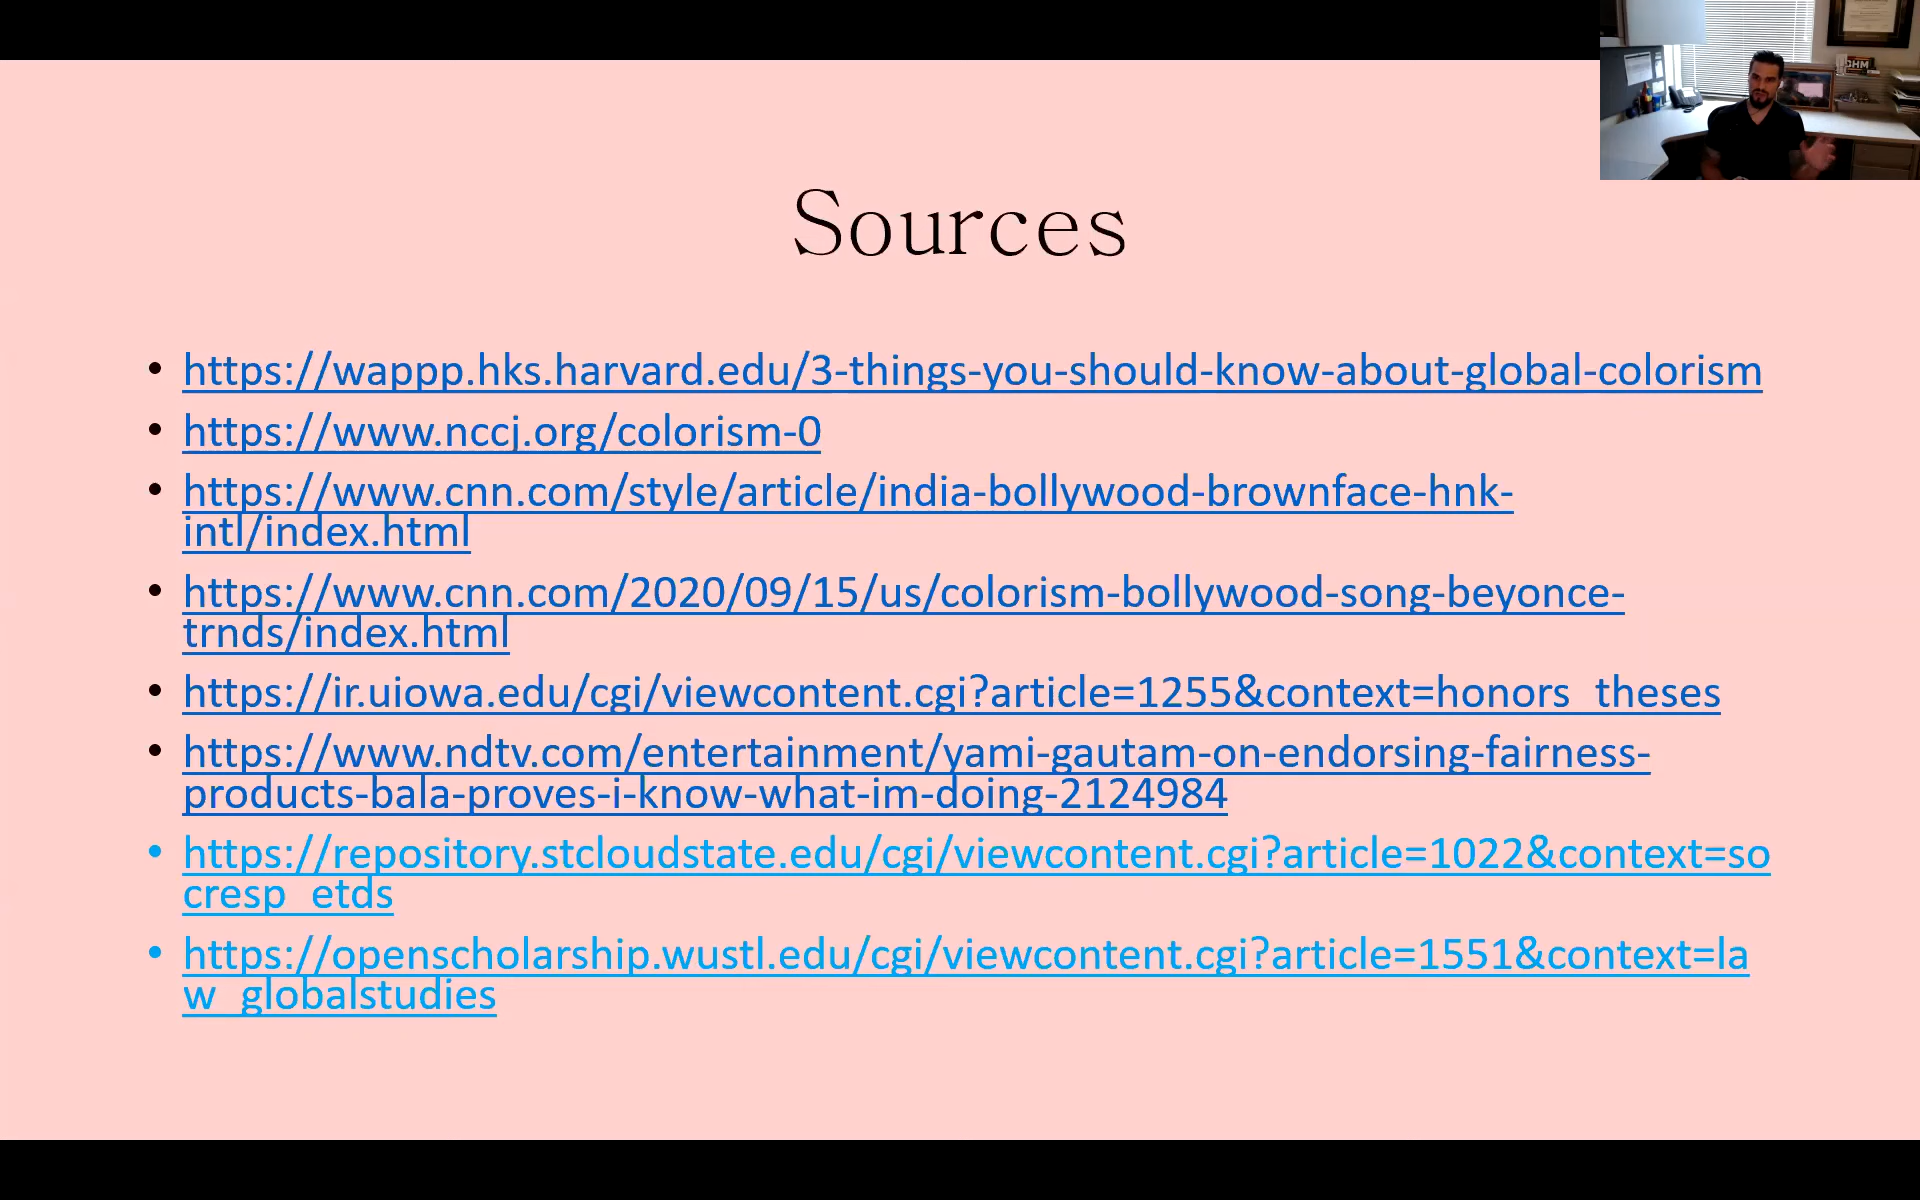 Sources
• https://wappp.hks.harvard.edu/3-things-you-should-know-about-global-colorism
• https://www.nccj.org/colorism-0
• https://www.cnn.com/style/article/india-bollywood-brownface-hnk-
intl/index.html
• https://www.cnn.com/2020/09/15/us/colorism-bollywood-song-beyonce-
trnds/index.html
• https://ir.uiowa.edu/cgi/viewcontent.cgi?article=1255&context=honors_theses
• https://www.ndtv.com/entertainment/yami-gautam-on-endorsing-fairness-
products-bala-proves-i-know-what-im-doing-2124984
• https://repository.stcloudstate.edu/cgi/viewcontent.cgi?article=1022&context=so
cresp_etds
• https://openscholarship.wustl.edu/cgi/viewcontent.cgi?article=1551&context=la
w_globalstudies